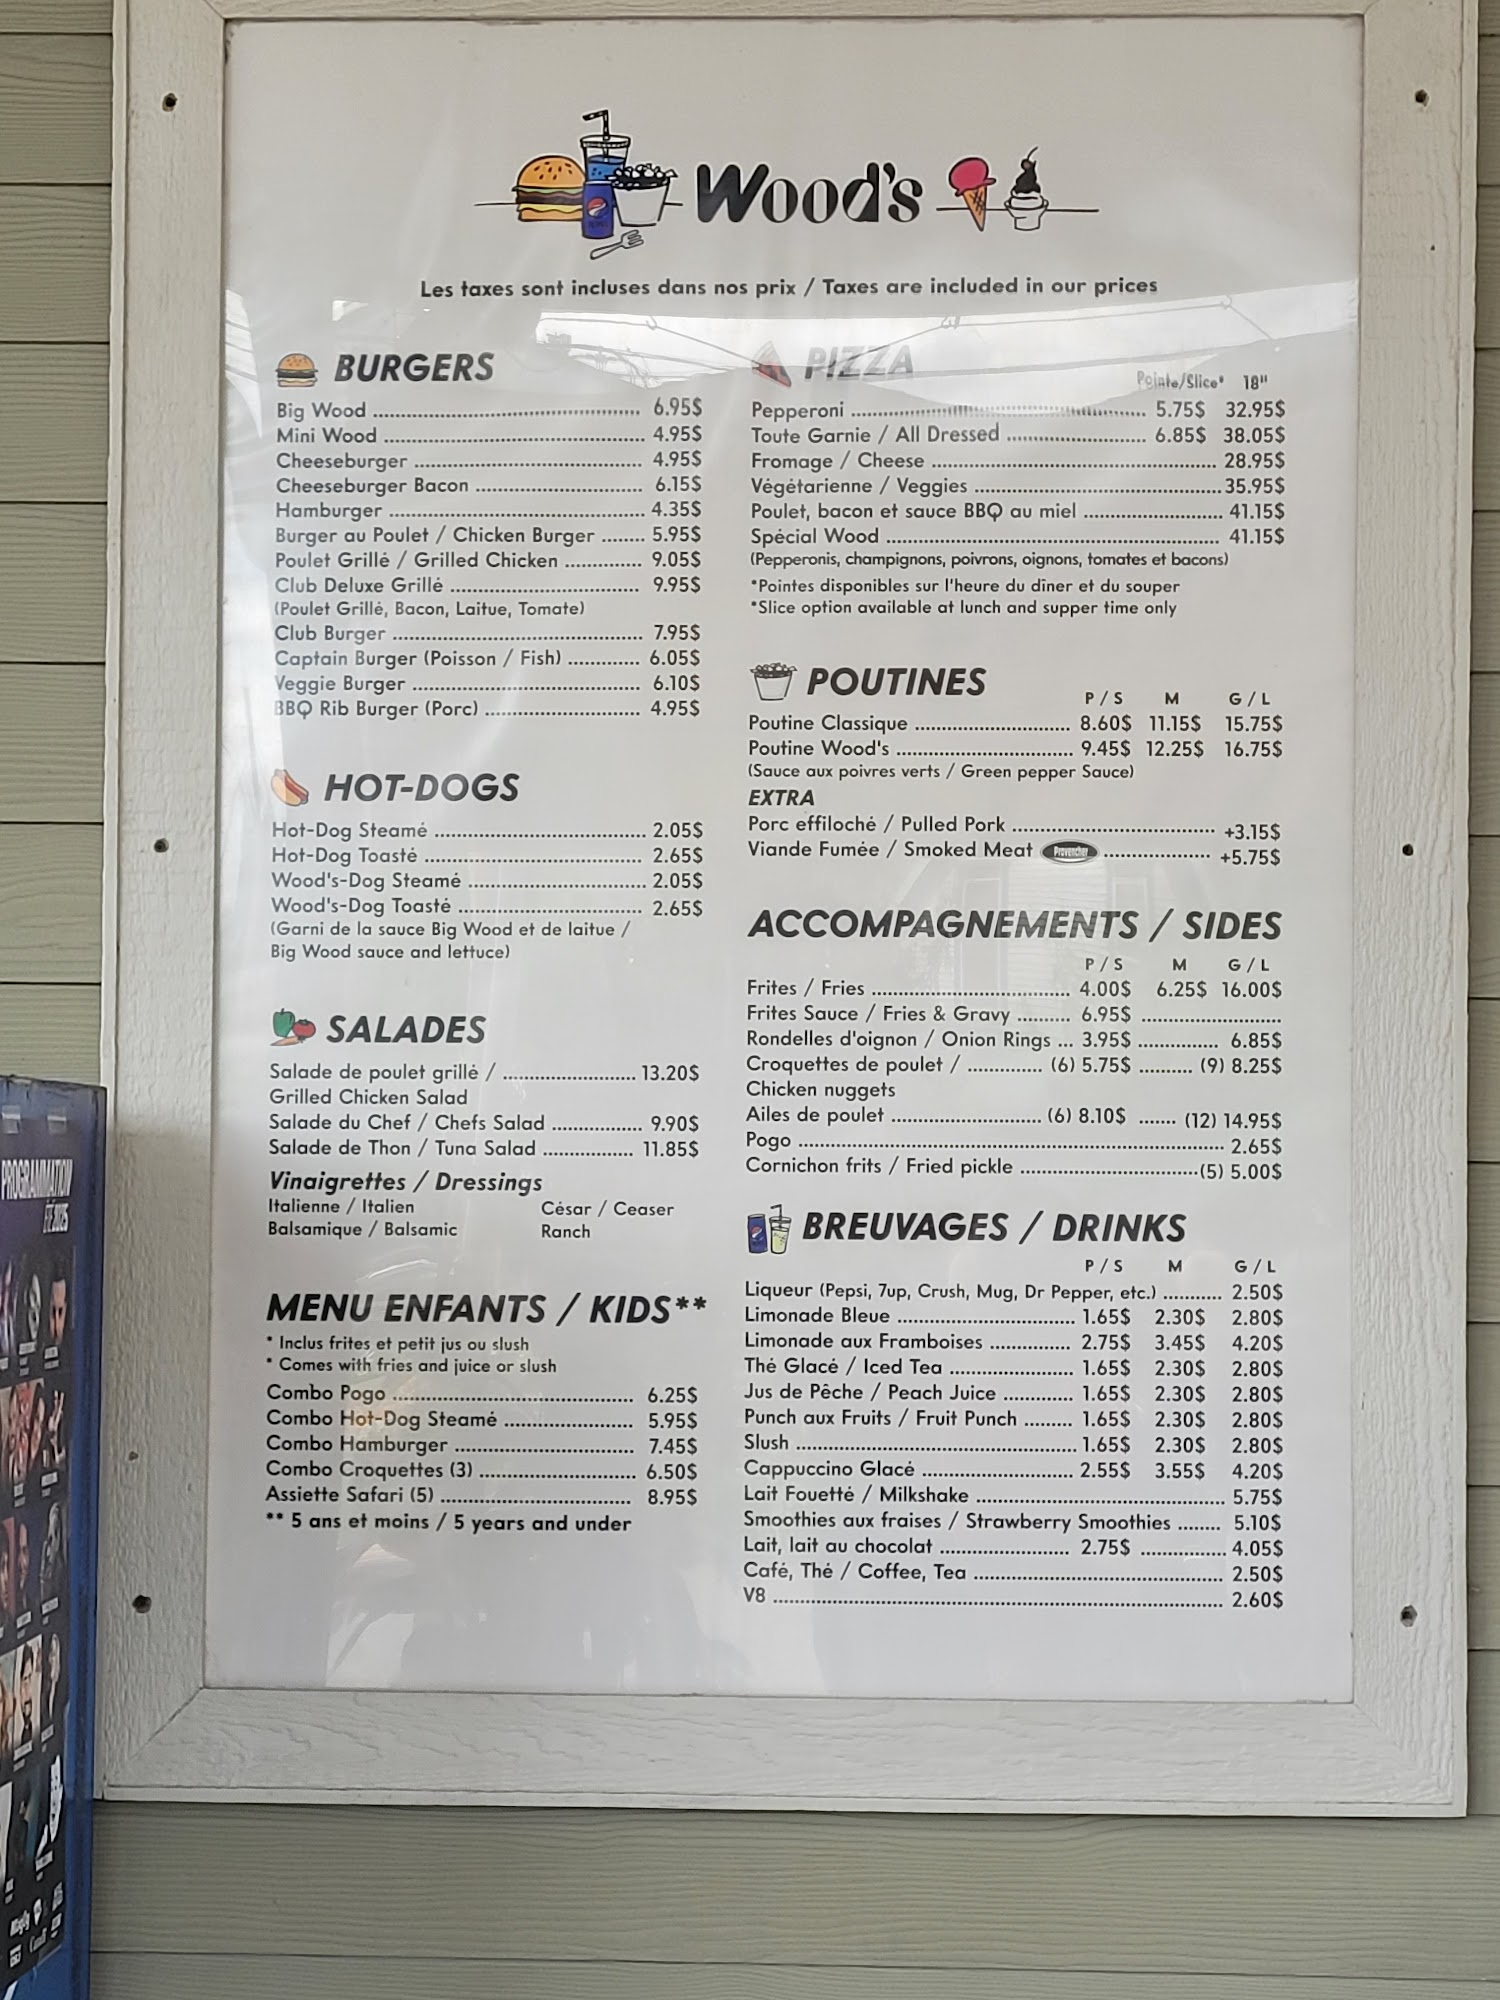 Wood's
Les taxes sont incluses dans nos prix / Taxes are included in our prices
BURGERS
Big Wood ........ 6.95$
Mini Wood ........ 4.95$
Cheeseburger ........ 4.95$
Cheeseburger Bacon ........ 6.15$
Hamburger ........ 4.35$
Burger au Poulet / Chicken Burger ........ 5.95$
Poulet Grillé / Grilled Chicken ........ 9.05$
Club Deluxe Grillé ........ 9.95$
(Poulet Grillé, Bacon, Laitue, Tomate)
Club Burger ........ 7.95$
Captain Burger (Poisson / Fish) ........ 6.05$
Veggie Burger ........ 6.10$
BBQ Rib Burger (Porc) ........ 4.95$
HOT-DOGS
Hot-Dog Steamé ........ 2.05$
Hot-Dog Toasté ........ 2.65$
Wood's-Dog Steamé ........ 2.05$
Wood's-Dog Toasté ........ 2.65$
(Garni de la sauce Big Wood et de laitue /
Big Wood sauce and lettuce)
SALADES
Salade de poulet grillé / ........ 13.20$
Grilled Chicken Salad
Salade du Chef / Chefs Salad ........ 9.90$
Salade de Thon / Tuna Salad ........ 11.85$
Vinaigrettes / Dressings
Italienne / Italien César / Ceaser
Balsamique / Balsamic Ranch
MENU ENFANTS / KIDS**
* Inclus frites et petit jus ou slush
* Comes with fries and juice or slush
Combo Pogo ........ 6.25$
Combo Hot-Dog Steamé ........ 5.95$
Combo Hamburger ........ 7.45$
Combo Croquettes (3) ........ 6.50$
Assiette Safari (5) ........ 8.95$
** 5 ans et moins / 5 years and under
PIZZA
Pointe/Slice* 18"
Pepperoni ........ 5.75$ 32.95$
Toute Garnie / All Dressed ........ 6.85$ 38.05$
Fromage / Cheese ........ 28.95$
Végétarienne / Veggies ........ 35.95$
Poulet, bacon et sauce BBQ au miel ........ 41.15$
Spécial Wood ........ 41.15$
(Pepperonis, champignons, poivrons, oignons, tomates et bacons)
*Pointes disponibles sur l'heure du dîner et du souper
*Slice option available at lunch and supper time only
POUTINES
P / S M G / L
Poutine Classique ........ 8.60$ 11.15$ 15.75$
Poutine Wood's ........ 9.45$ 12.25$ 16.75$
(Sauce aux poivres verts / Green pepper Sauce)
EXTRA
Porc effiloché / Pulled Pork ........ +3.15$
Viande Fumée / Smoked Meat Provencher ........ +5.75$
ACCOMPAGNEMENTS / SIDES
P / S M G / L
Frites / Fries ........ 4.00$ 6.25$ 16.00$
Frites Sauce / Fries & Gravy ........ 6.95$ ........
Rondelles d'oignon / Onion Rings ... 3.95$ ........ 6.85$
Croquettes de poulet / ........ (6) 5.75$ ........ (9) 8.25$
Chicken nuggets
Ailes de poulet ........ (6) 8.10$ ....... (12) 14.95$
Pogo ........ 2.65$
Cornichon frits / Fried pickle ........ (5) 5.00$
BREUVAGES / DRINKS
P / S M G / L
Liqueur (Pepsi, 7up, Crush, Mug, Dr Pepper, etc.) ........ 2.50$
Limonade Bleue ........ 1.65$ 2.30$ 2.80$
Limonade aux Framboises ........ 2.75$ 3.45$ 4.20$
Thé Glacé / Iced Tea ........ 1.65$ 2.30$ 2.80$
Jus de Pêche / Peach Juice ........ 1.65$ 2.30$ 2.80$
Punch aux Fruits / Fruit Punch ........ 1.65$ 2.30$ 2.80$
Slush ........ 1.65$ 2.30$ 2.80$
Cappuccino Glacé ........ 2.55$ 3.55$ 4.20$
Lait Fouetté / Milkshake ........ 5.75$
Smoothies aux fraises / Strawberry Smoothies ........ 5.10$
Lait, lait au chocolat ........ 2.75$ ........ 4.05$
Café, Thé / Coffee, Tea ........ 2.50$
V8 ........ 2.60$
PROGRAMMATION
ÉTÉ 2025